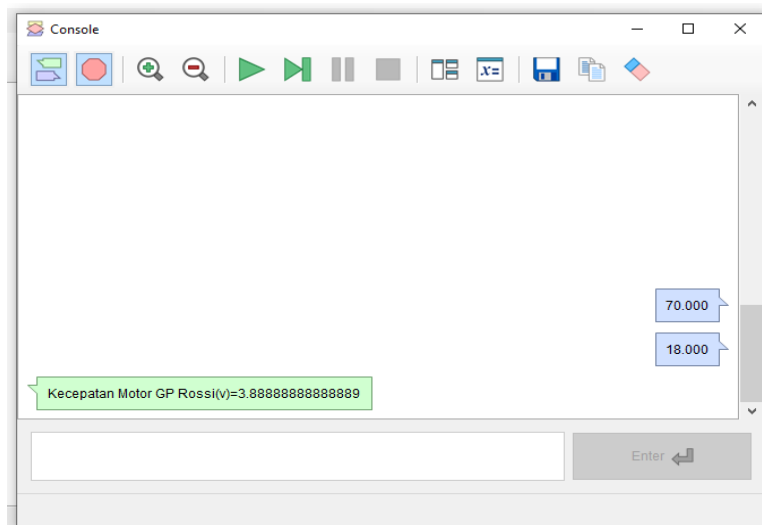 Console
x=
70.000
18.000
Kecepatan Motor GP Rossi(v)=3.88888888888889
Enter